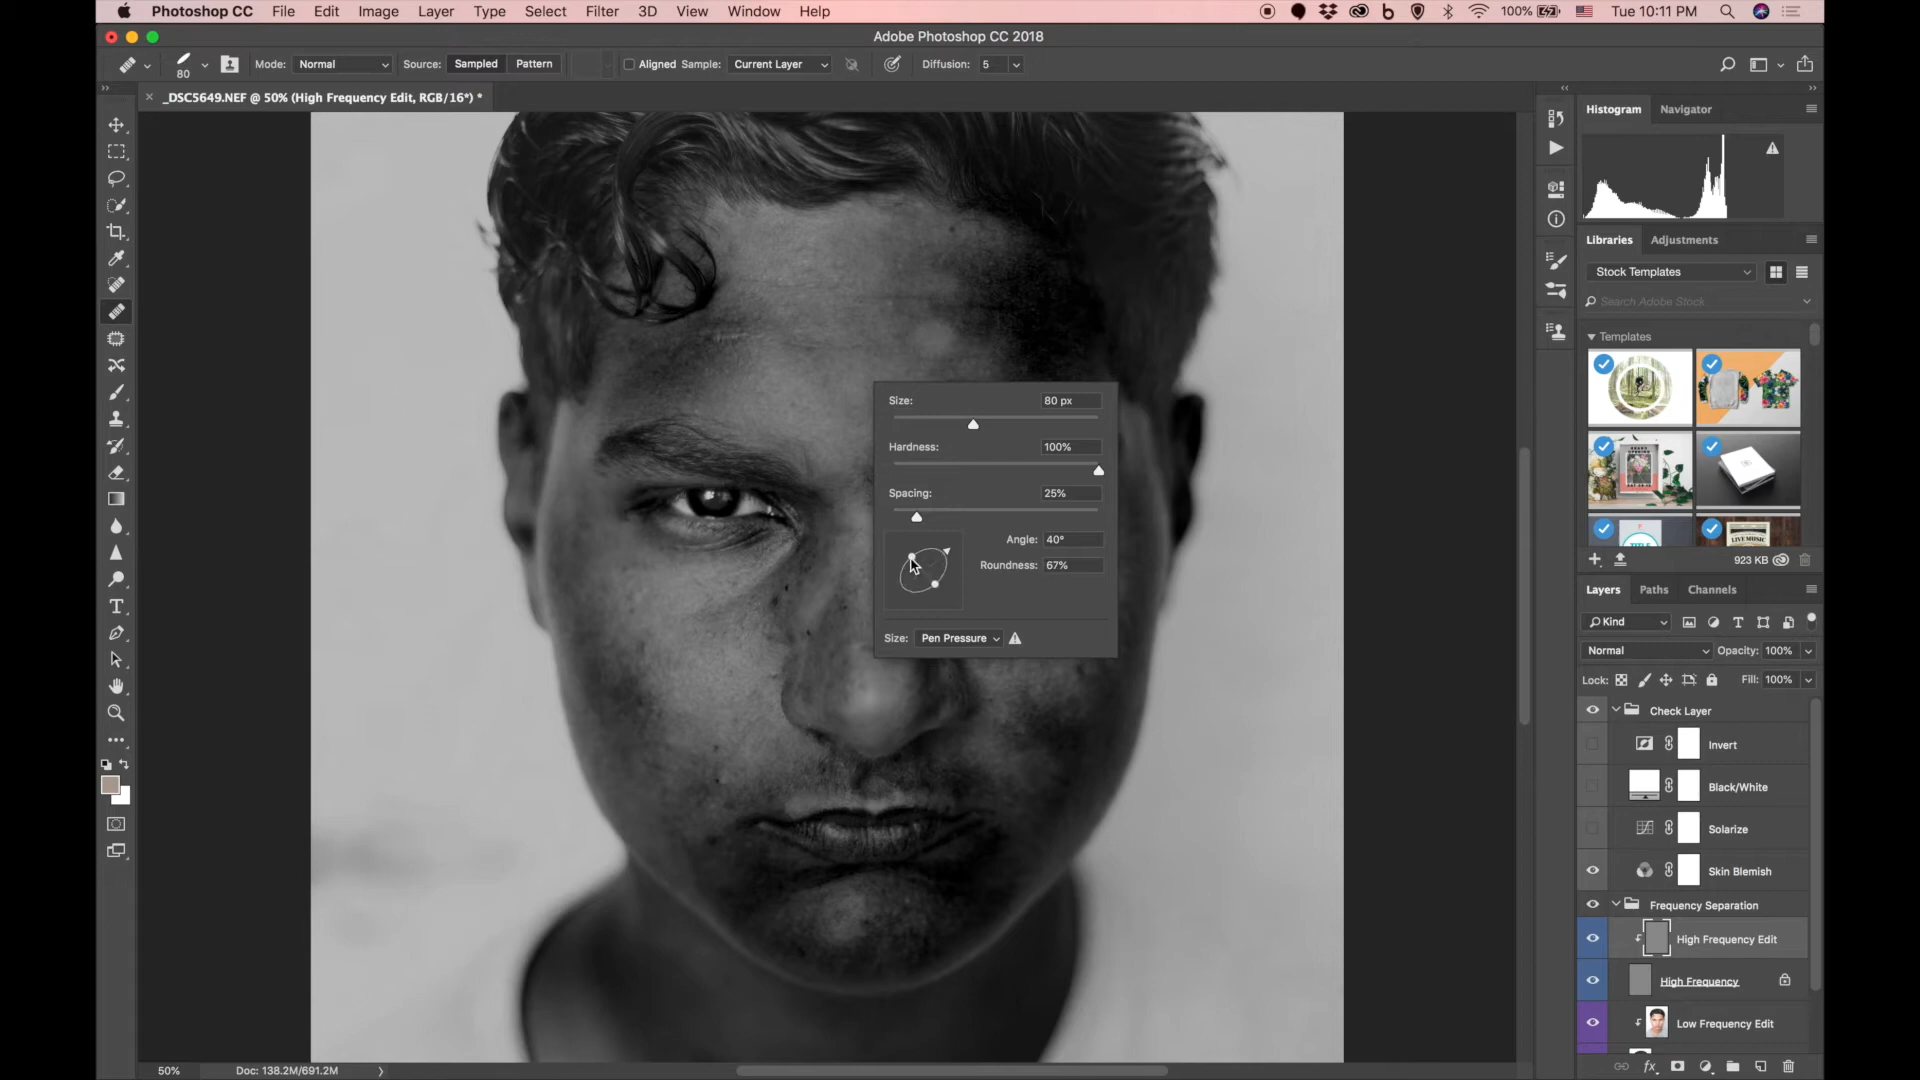 Photoshop CC File Edit Image Layer Type Select Filter 3D View Window Help 100% Tue 10:11 PM
Adobe Photoshop CC 2018
80 Mode: Normal Source: Sampled Pattern Aligned Sample: Current Layer Diffusion: 5
_DSC5649.NEF @ 50% (High Frequency Edit, RGB/16*) *
Histogram Navigator
Libraries Adjustments
Stock Templates
Search Adobe Stock
Templates
923 KB
Size: 80 px
Hardness: 100%
Spacing: 25%
Angle: 40°
Roundness: 67%
Size: Pen Pressure
Layers Paths Channels
Kind
Normal Opacity: 100%
Lock: Fill: 100%
Check Layer
Invert
Black/White
Solarize
Skin Blemish
Frequency Separation
High Frequency Edit
High Frequency
Low Frequency Edit
50% Doc: 138.2M/691.2M